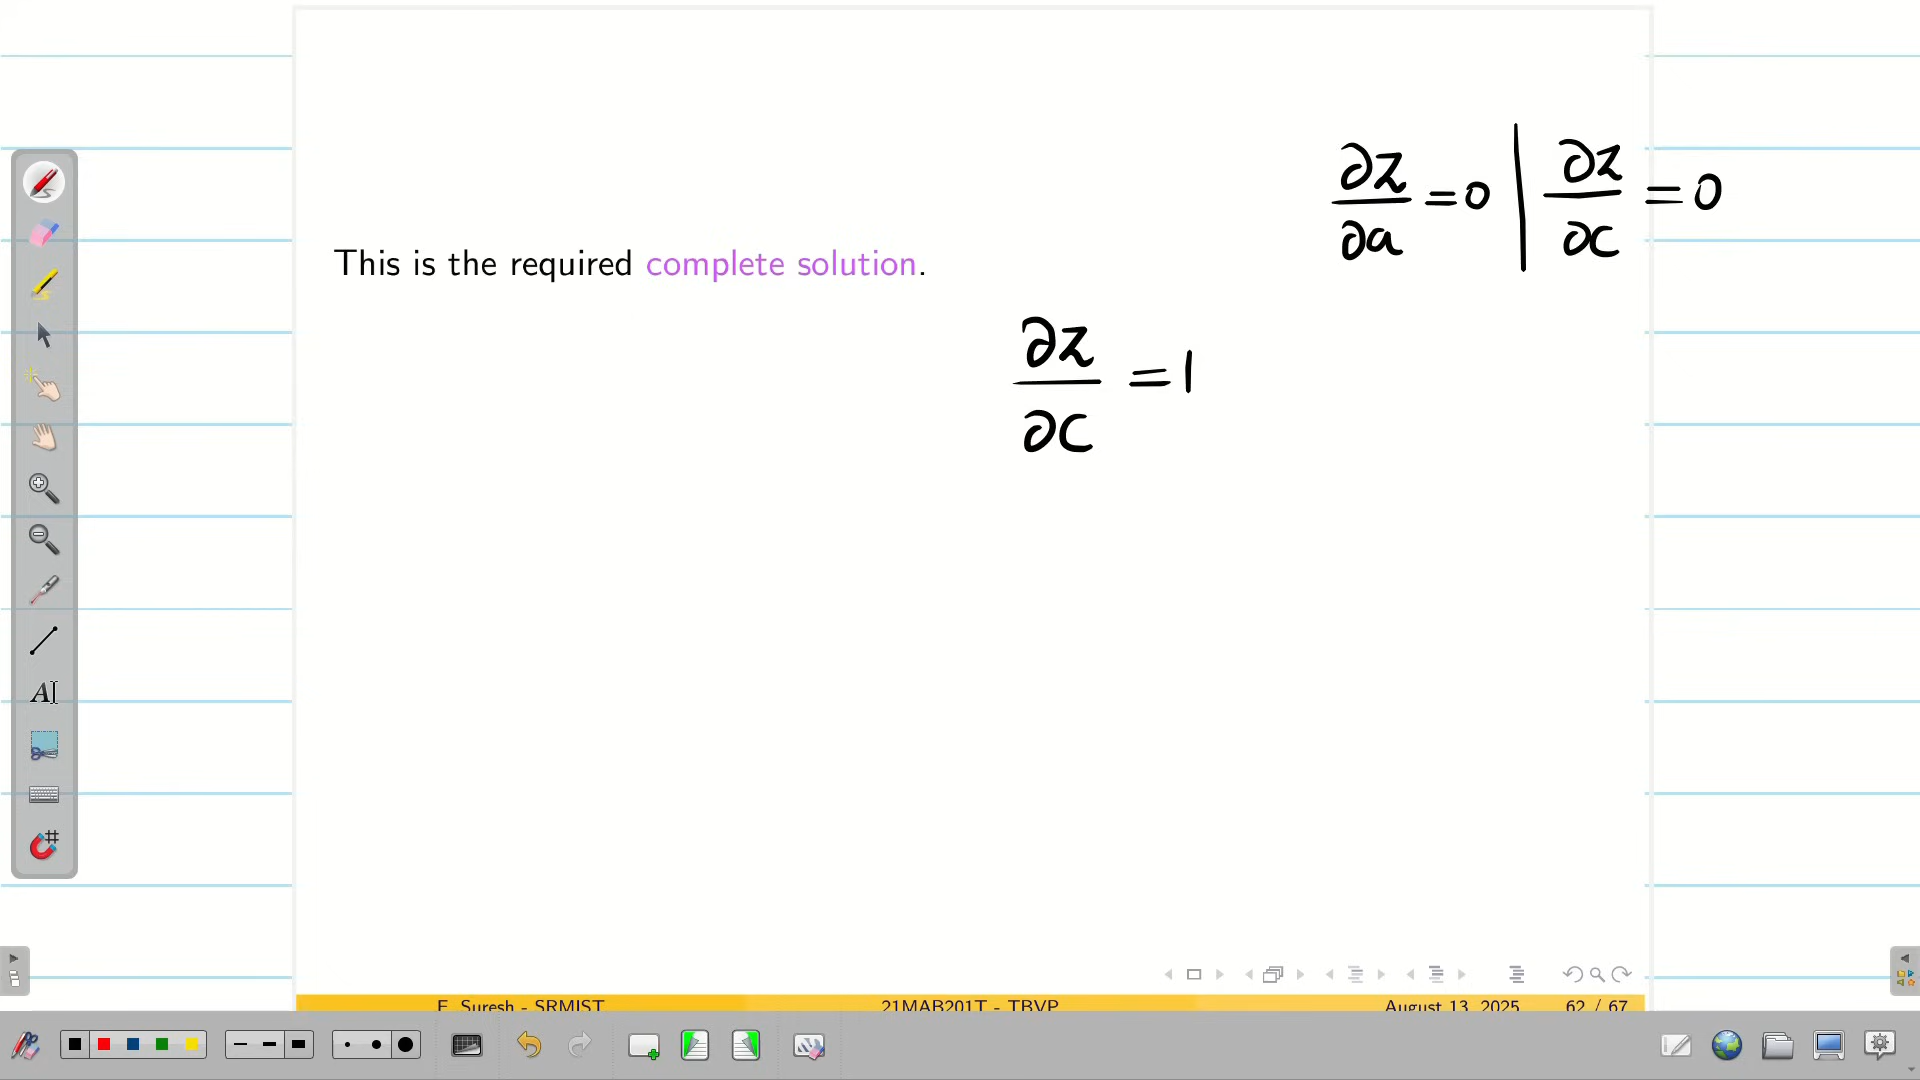 ∂z/∂a = 0 | ∂z/∂c = 0
This is the required complete solution.
∂z/∂c = 1
E. Suresh - SRMIST 21MAB201T - TBVP August 13, 2025 62 / 67